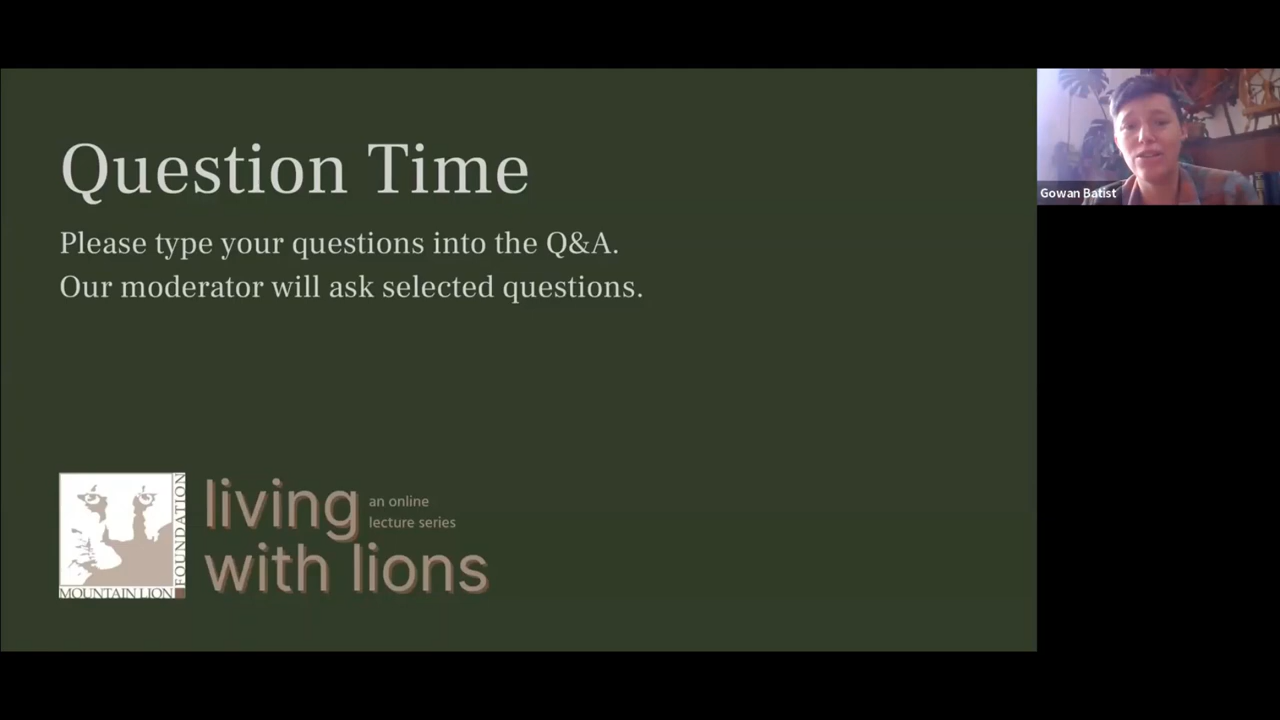 Question Time
Please type your questions into the Q&A.
Our moderator will ask selected questions.
MOUNTAIN LION
FOUNDATION
living
an online
lecture series
with lions
Gowan Batist